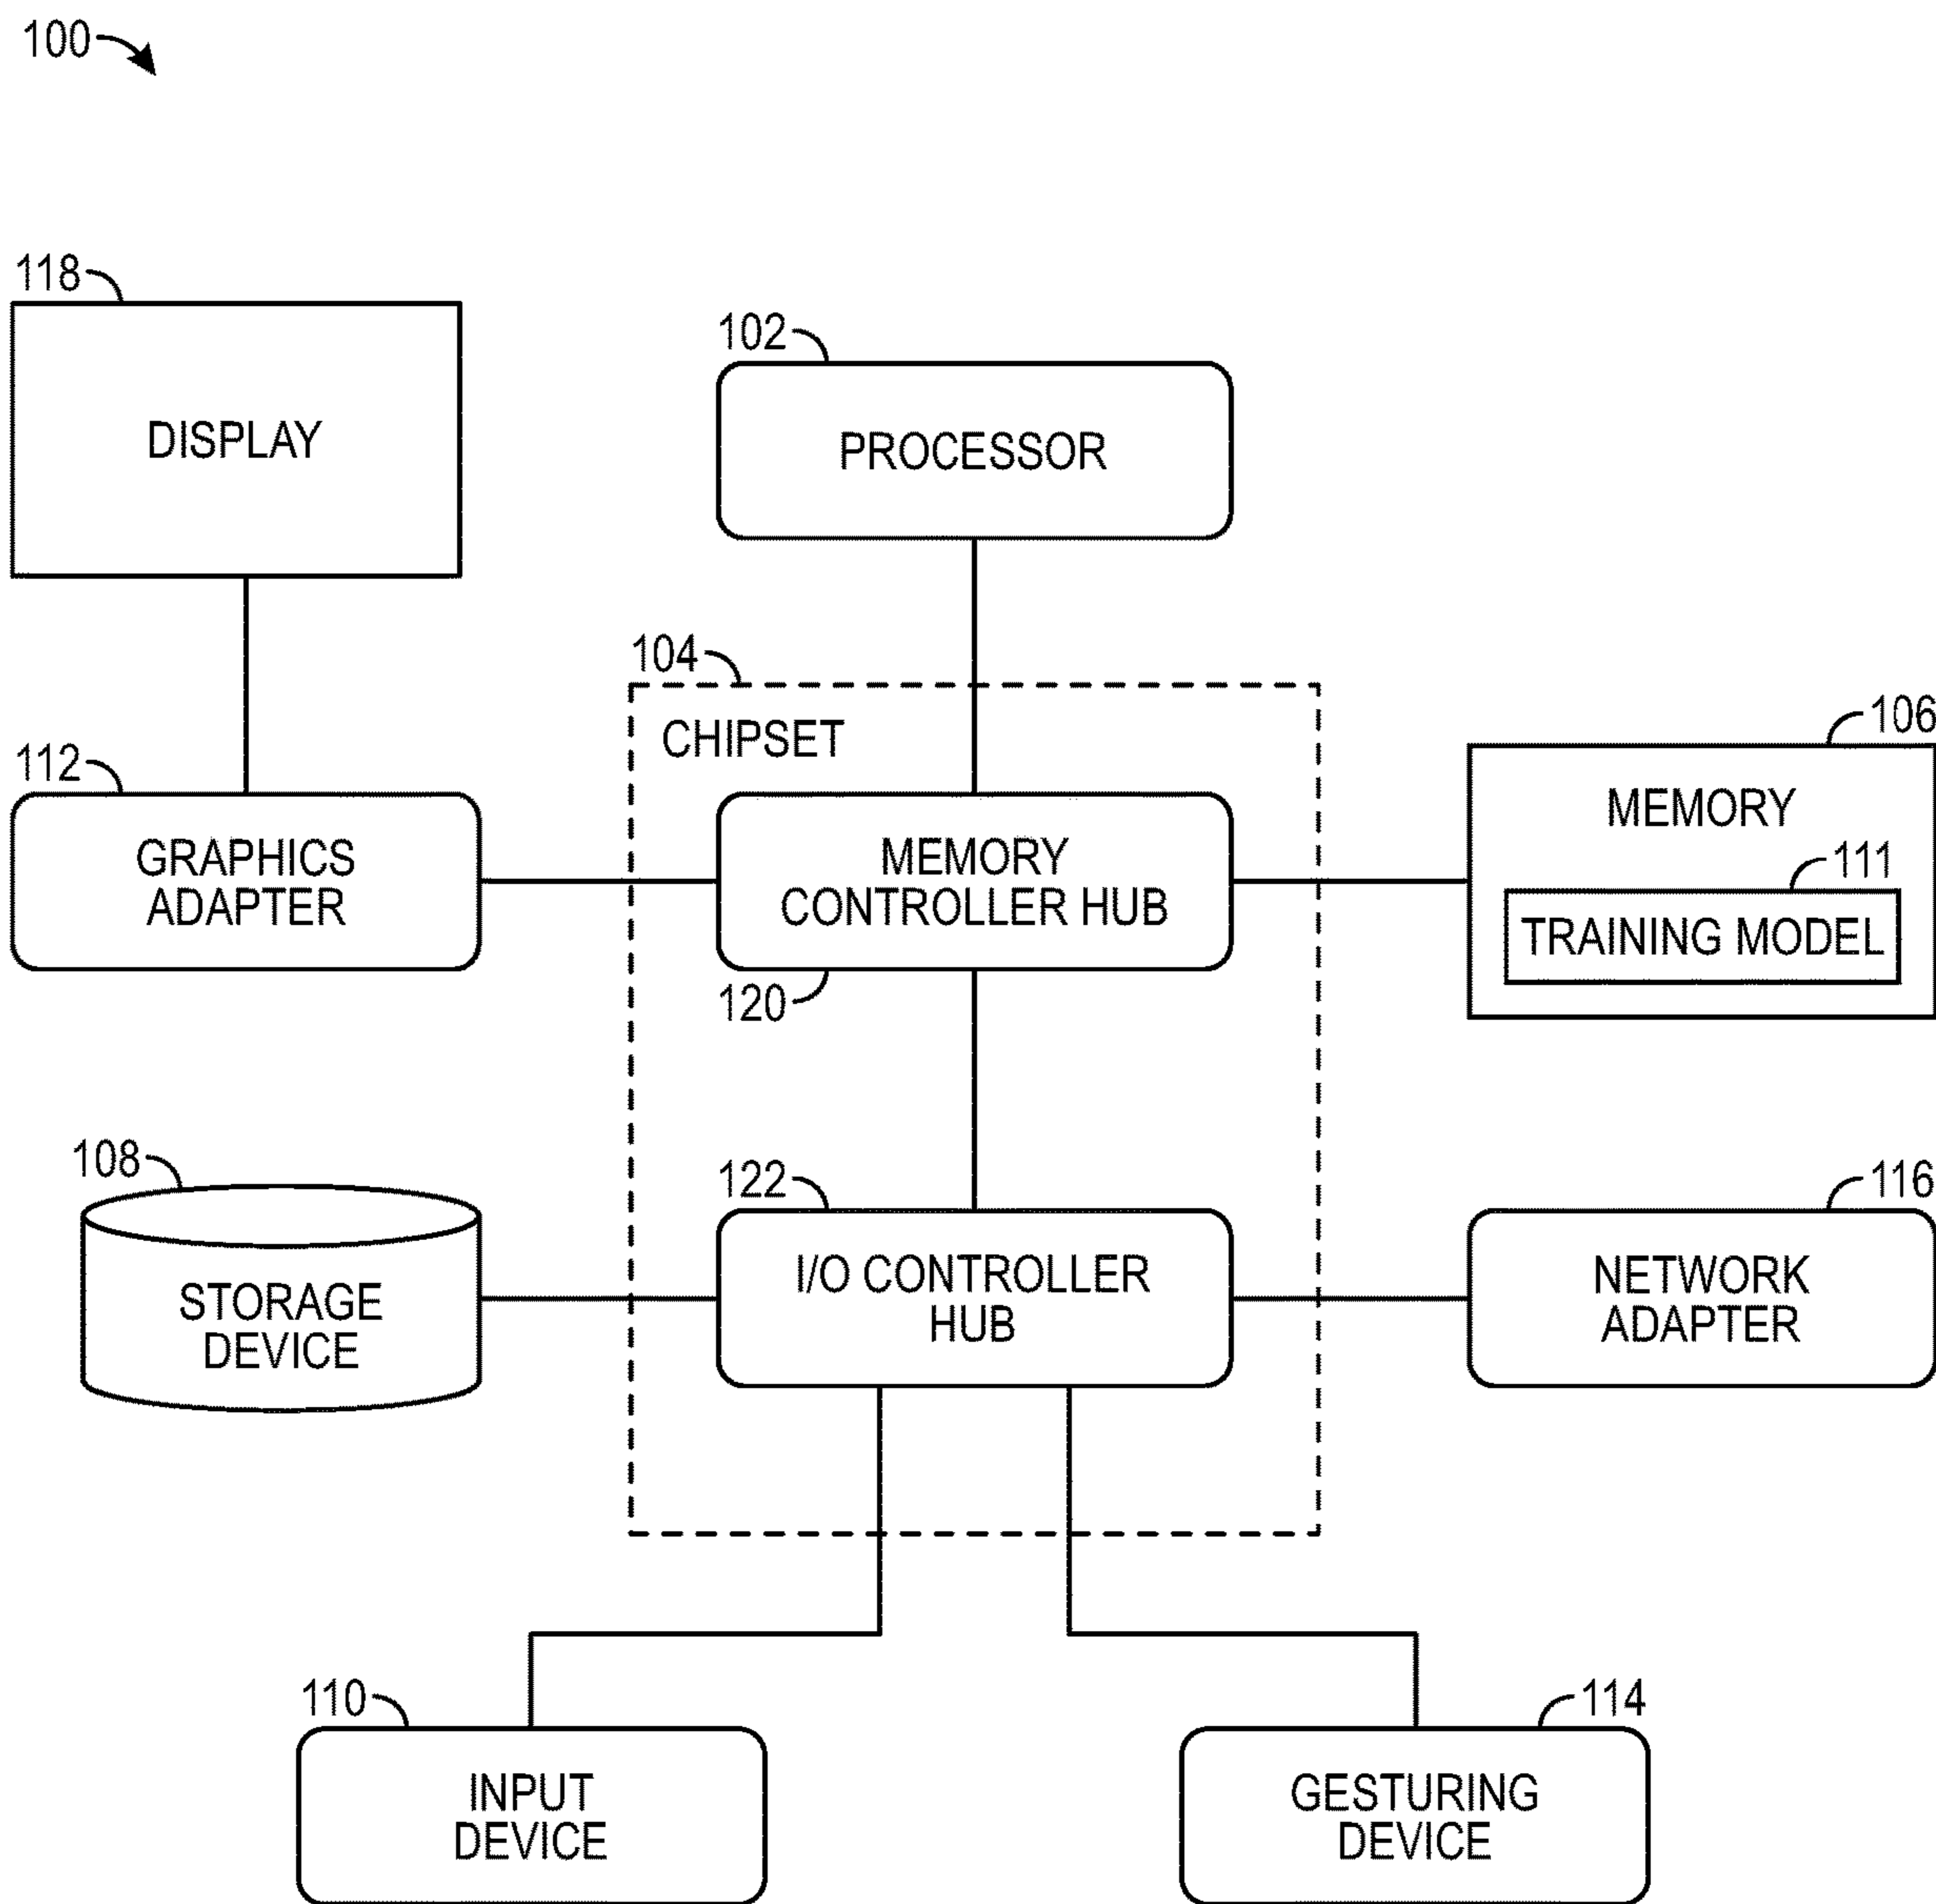 100
118
DISPLAY
102
PROCESSOR
104
CHIPSET
112
GRAPHICS
ADAPTER
MEMORY
CONTROLLER HUB
120
106
MEMORY
111
TRAINING MODEL
108
STORAGE
DEVICE
122
I/O CONTROLLER
HUB
116
NETWORK
ADAPTER
110
INPUT
DEVICE
114
GESTURING
DEVICE